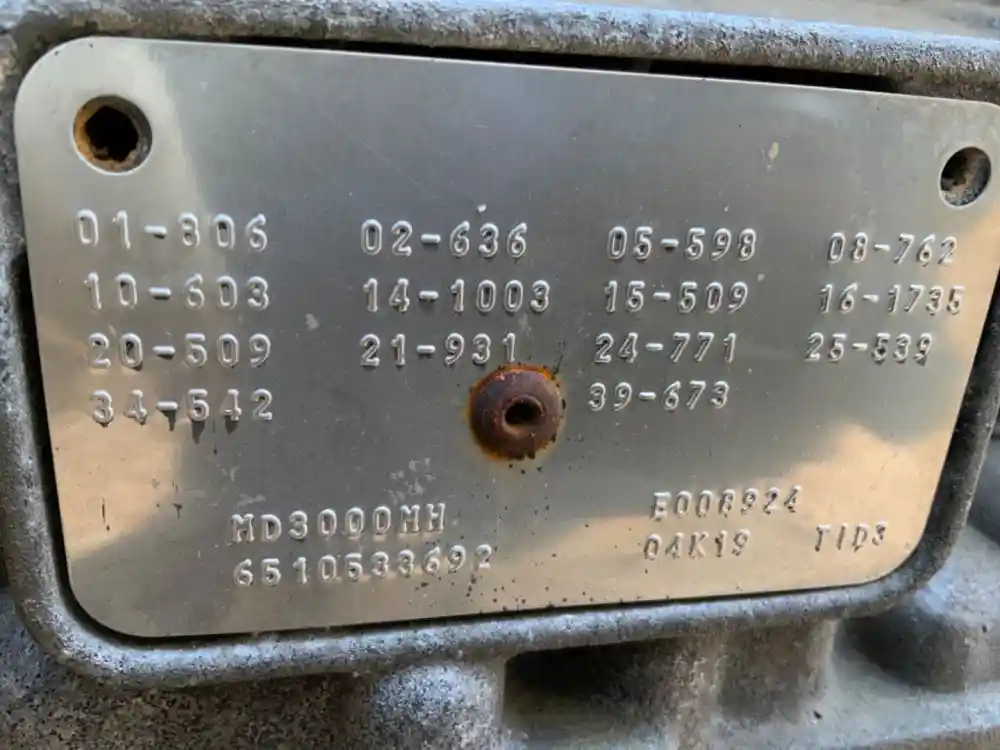 01-806 02-636 05-598 08-762
10-603 14-1003 15-509 16-1735
20-509 21-931 24-771 25-539
34-542 39-673
MD3000MH E008924
6510533692 04K19 TID3